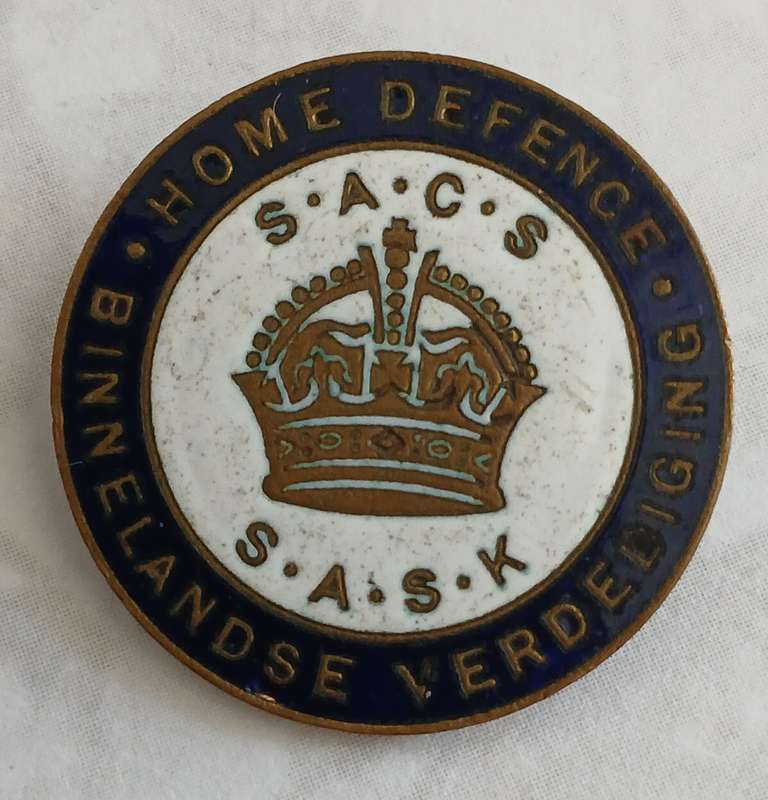 HOME DEFENCE
S·A·C·S
S·A·S·K
BINNELANDSE VERDEDIGING